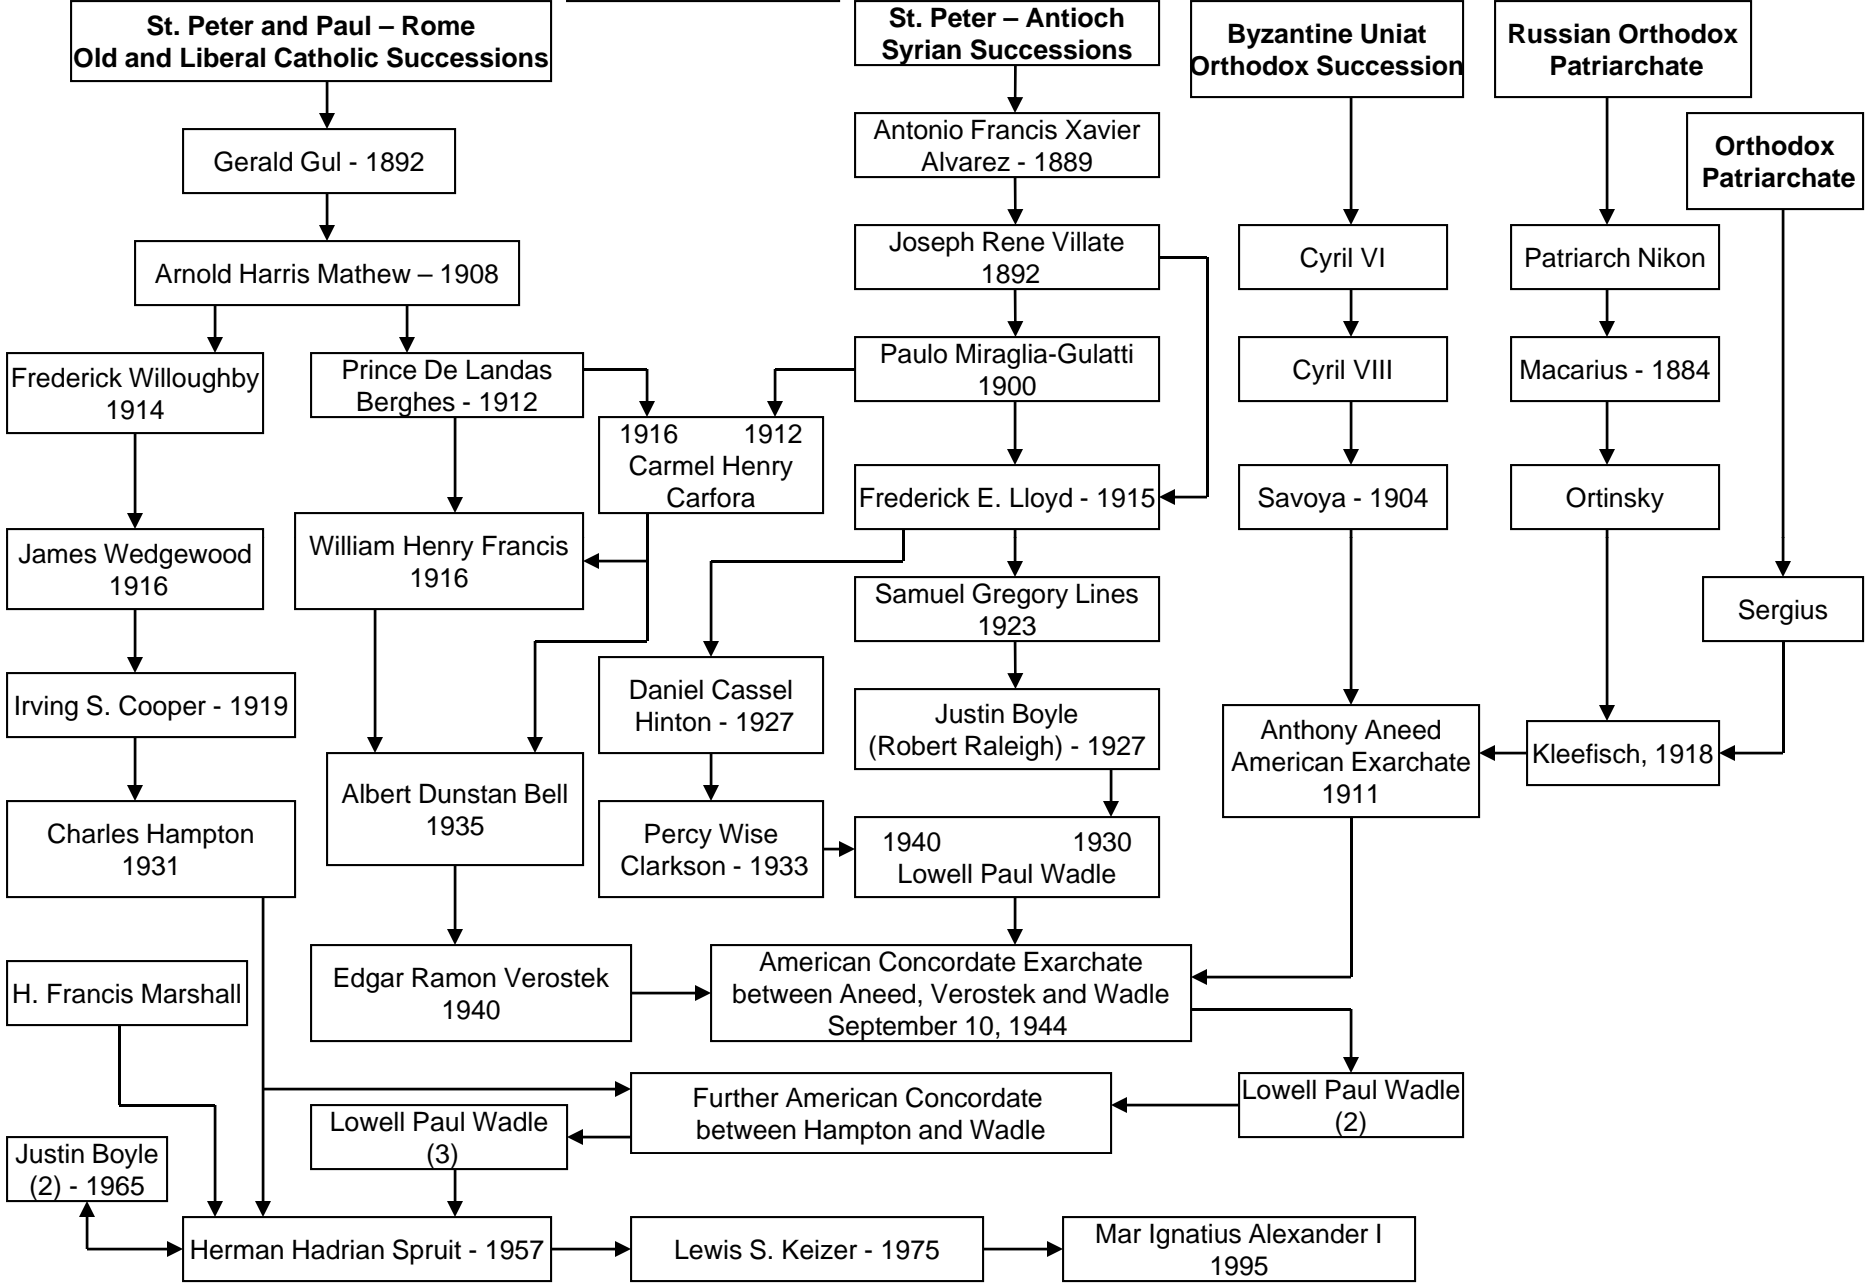 St. Peter and Paul – Rome
Old and Liberal Catholic Successions
St. Peter – Antioch
Syrian Successions
Byzantine Uniat
Orthodox Succession
Russian Orthodox
Patriarchate
Orthodox
Patriarchate
Gerald Gul - 1892
Antonio Francis Xavier
Alvarez - 1889
Arnold Harris Mathew – 1908
Joseph Rene Villate
1892
Cyril VI
Patriarch Nikon
Frederick Willoughby
1914
Prince De Landas
Berghes - 1912
Paulo Miraglia-Gulatti
1900
Cyril VIII
Macarius - 1884
1916 1912
Carmel Henry
Carfora
Frederick E. Lloyd - 1915
Savoya - 1904
Ortinsky
James Wedgewood
1916
William Henry Francis
1916
Samuel Gregory Lines
1923
Sergius
Irving S. Cooper - 1919
Daniel Cassel
Hinton - 1927
Justin Boyle
(Robert Raleigh) - 1927
Anthony Aneed
American Exarchate
1911
Kleefisch, 1918
Charles Hampton
1931
Albert Dunstan Bell
1935
Percy Wise
Clarkson - 1933
1940 1930
Lowell Paul Wadle
H. Francis Marshall
Edgar Ramon Verostek
1940
American Concordate Exarchate
between Aneed, Verostek and Wadle
September 10, 1944
Lowell Paul Wadle
(2)
Further American Concordate
between Hampton and Wadle
Lowell Paul Wadle
(3)
Justin Boyle
(2) - 1965
Herman Hadrian Spruit - 1957
Lewis S. Keizer - 1975
Mar Ignatius Alexander I
1995